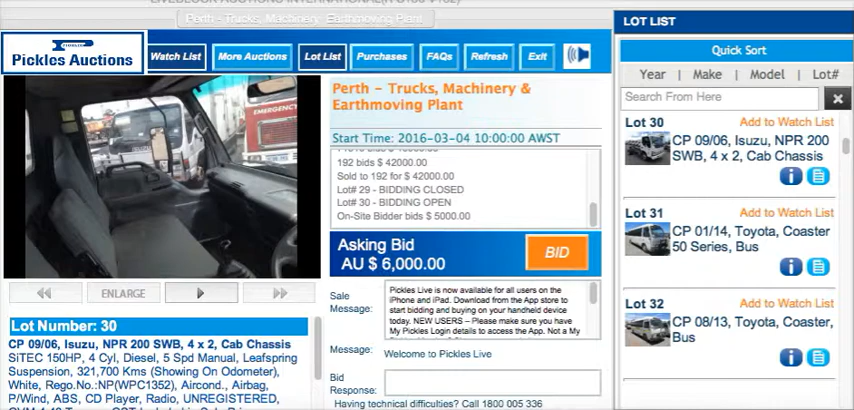 Perth - Trucks, Machinery Earthmoving Plant
PICKLES
Pickles Auctions
Watch List
More Auctions
Lot List
Purchases
FAQs
Refresh
Exit
EMERGENCY
Perth - Trucks, Machinery &
Earthmoving Plant
Start Time: 2016-03-04 10:00:00 AWST
192 bids $ 42000.00
Sold to 192 for $ 42000.00
Lot# 29 - BIDDING CLOSED
Lot# 30 - BIDDING OPEN
On-Site Bidder bids $ 5000.00
Asking Bid
AU $ 6,000.00
BID
ENLARGE
Sale
Message:
Pickles Live is now available for all users on the
iPhone and iPad. Download from the App store to
start bidding and buying on your handheld device
today. NEW USERS – Please make sure you have
My Pickles Login details to access the App. Not a My
Message:
Welcome to Pickles Live
Bid
Response:
Having technical difficulties? Call 1800 005 336
Lot Number: 30
CP 09/06, Isuzu, NPR 200 SWB, 4 x 2, Cab Chassis
SiTEC 150HP, 4 Cyl, Diesel, 5 Spd Manual, Leafspring
Suspension, 321,700 Kms (Showing On Odometer),
White, Rego.No.:NP(WPC1352), Aircond., Airbag,
P/Wind, ABS, CD Player, Radio, UNREGISTERED,
LOT LIST
Quick Sort
Year | Make | Model | Lot#
Search From Here
Lot 30
Add to Watch List
CP 09/06, Isuzu, NPR 200
SWB, 4 x 2, Cab Chassis
Lot 31
Add to Watch List
CP 01/14, Toyota, Coaster
50 Series, Bus
Lot 32
Add to Watch List
CP 08/13, Toyota, Coaster,
Bus